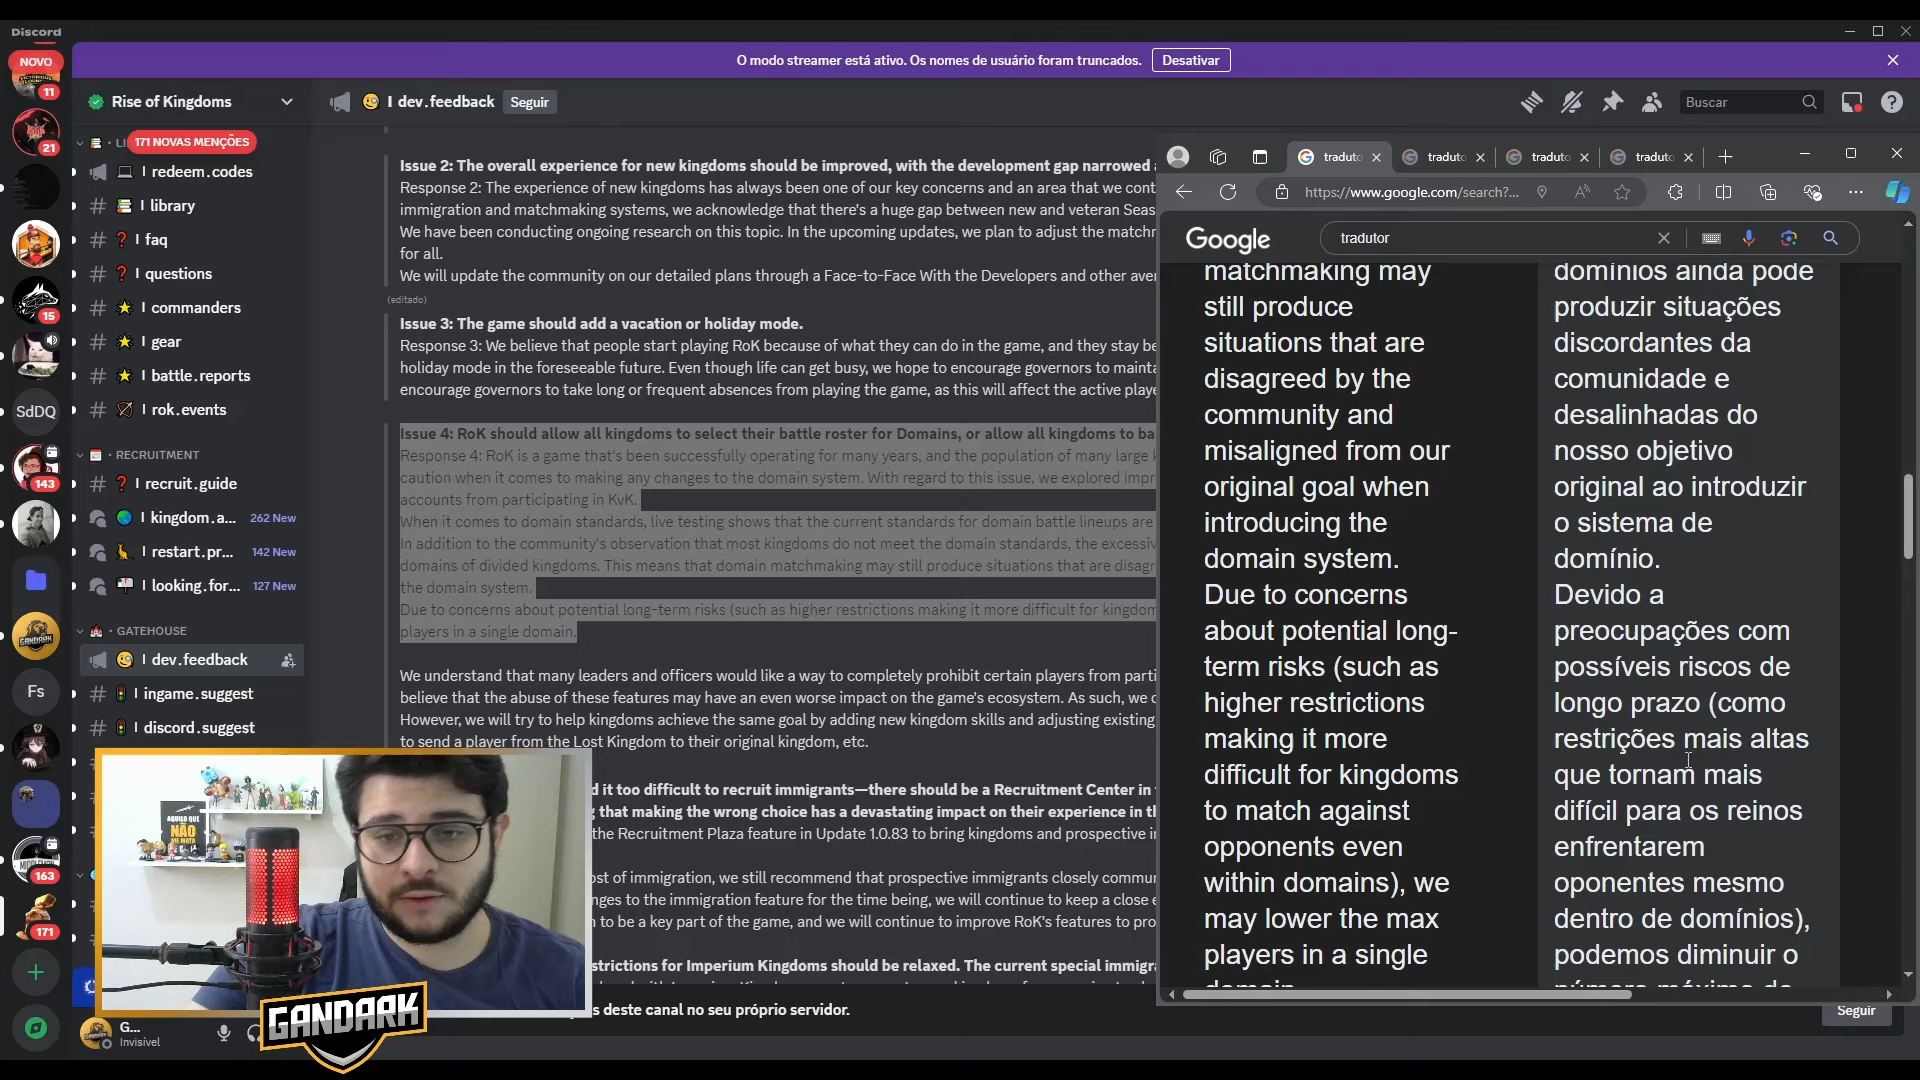 Discord
O modo streamer está ativo. Os nomes de usuário foram truncados.
Desativar
NOVO
11
21
15
SdDQ
143
Fs
163
171
Rise of Kingdoms
171 NOVAS MENÇÕES
redeem.codes
library
faq
questions
commanders
gear
battle.reports
rok.events
RECRUITMENT
recruit.guide
kingdom.a... 262 New
restart.pr... 142 New
looking.for... 127 New
GATEHOUSE
dev.feedback
ingame.suggest
discord.suggest
G...
Invisível
dev.feedback
Seguir
Buscar
Issue 2: The overall experience for new kingdoms should be improved, with the development gap narrowed
Response 2: The experience of new kingdoms has always been one of our key concerns and an area that we cont
immigration and matchmaking systems, we acknowledge that there's a huge gap between new and veteran Seas
We have been conducting ongoing research on this topic. In the upcoming updates, we plan to adjust the matchm
for all.
We will update the community on our detailed plans through a Face-to-Face With the Developers and other aven
(editado)
Issue 3: The game should add a vacation or holiday mode.
Response 3: We believe that people start playing RoK because of what they can do in the game, and they stay be
holiday mode in the foreseeable future. Even though life can get busy, we hope to encourage governors to mainta
encourage governors to take long or frequent absences from playing the game, as this will affect the active playe
Issue 4: RoK should allow all kingdoms to select their battle roster for Domains, or allow all kingdoms to ba
Response 4: RoK is a game that's been successfully operating for many years, and the population of many large k
caution when it comes to making any changes to the domain system. With regard to this issue, we explored impr
accounts from participating in KvK.
When it comes to domain standards, live testing shows that the current standards for domain battle lineups are
In addition to the community's observation that most kingdoms do not meet the domain standards, the excessiv
domains of divided kingdoms. This means that domain matchmaking may still produce situations that are disagr
the domain system.
Due to concerns about potential long-term risks (such as higher restrictions making it more difficult for kingdom
players in a single domain.
We understand that many leaders and officers would like a way to completely prohibit certain players from parti
believe that the abuse of these features may have an even worse impact on the game's ecosystem. As such, we c
However, we will try to help kingdoms achieve the same goal by adding new kingdom skills and adjusting existing
to send a player from the Lost Kingdom to their original kingdom, etc.
d it too difficult to recruit immigrants—there should be a Recruitment Center in
g that making the wrong choice has a devastating impact on their experience in th
the Recruitment Plaza feature in Update 1.0.83 to bring kingdoms and prospective i
ost of immigration, we still recommend that prospective immigrants closely commu
nges to the immigration feature for the time being, we will continue to keep a close e
n to be a key part of the game, and we will continue to improve RoK's features to pro
strictions for Imperium Kingdoms should be relaxed. The current special immigr
s deste canal no seu próprio servidor.
Seguir
AQUILO QUE NÃO ME MATA
GANDARK
traduto
traduto
traduto
traduto
https://www.google.com/search?...
Google
tradutor
matchmaking may
still produce
situations that are
disagreed by the
community and
misaligned from our
original goal when
introducing the
domain system.
Due to concerns
about potential long-
term risks (such as
higher restrictions
making it more
difficult for kingdoms
to match against
opponents even
within domains), we
may lower the max
players in a single
domínios ainda pode
produzir situações
discordantes da
comunidade e
desalinhadas do
nosso objetivo
original ao introduzir
o sistema de
domínio.
Devido a
preocupações com
possíveis riscos de
longo prazo (como
restrições mais altas
que tornam mais
difícil para os reinos
enfrentarem
oponentes mesmo
dentro de domínios),
podemos diminuir o